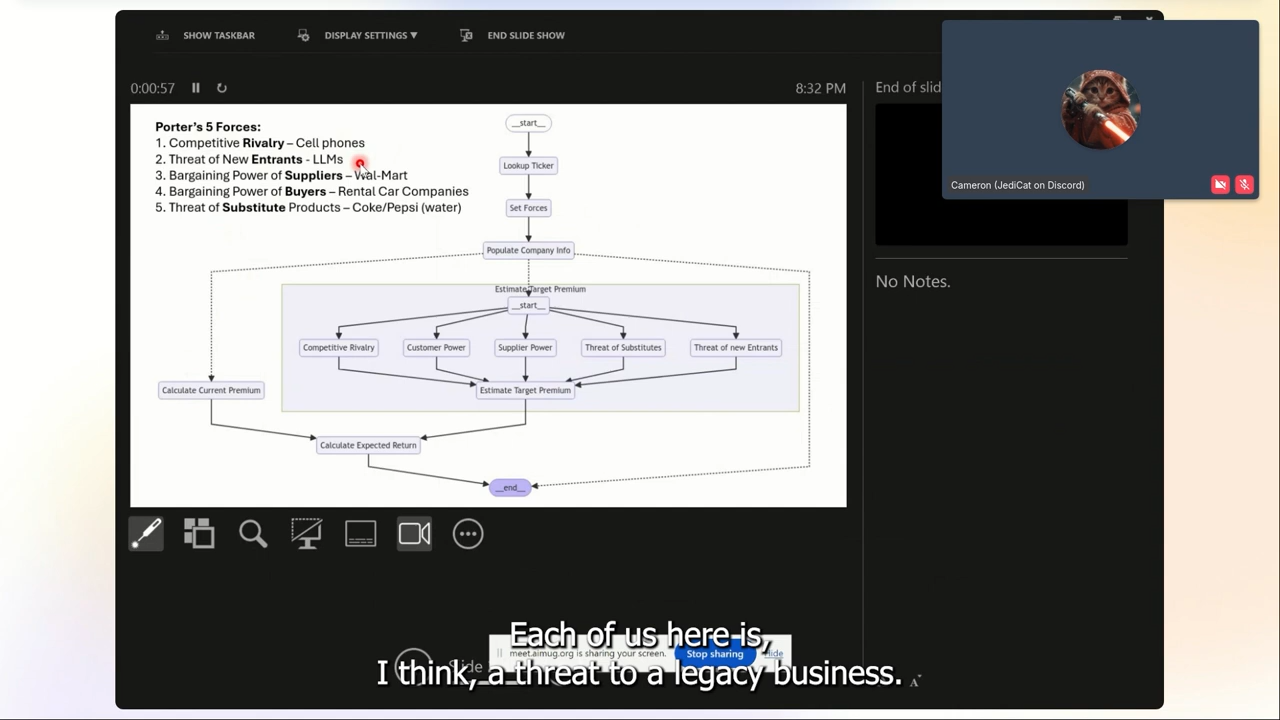 SHOW TASKBAR
DISPLAY SETTINGS ▼
END SLIDE SHOW
0:00:57
8:32 PM
End of slid
Cameron (JediCat on Discord)
No Notes.
Porter's 5 Forces:
1. Competitive Rivalry – Cell phones
2. Threat of New Entrants - LLMs
3. Bargaining Power of Suppliers – Wal-Mart
4. Bargaining Power of Buyers – Rental Car Companies
5. Threat of Substitute Products – Coke/Pepsi (water)
__start__
Lookup Ticker
Set Forces
Populate Company Info
Estimate Target Premium
__start__
Competitive Rivalry
Customer Power
Supplier Power
Threat of Substitutes
Threat of new Entrants
Calculate Current Premium
Estimate Target Premium
Calculate Expected Return
__end__
Each of us here is,
I think, a threat to a legacy business.
meet.aimug.org is sharing your screen.
Stop sharing
Hide
Slide